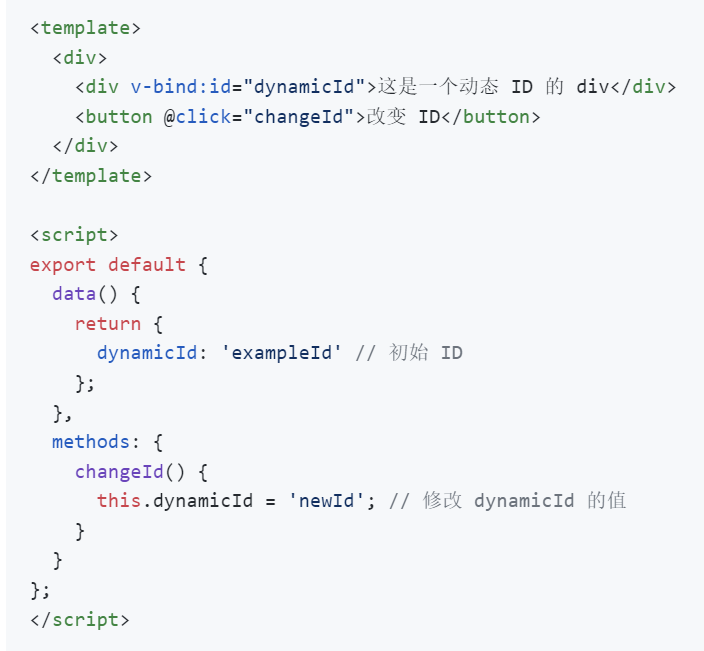 <template>
  <div>
    <div v-bind:id="dynamicId">这是一个动态 ID 的 div</div>
    <button @click="changeId">改变 ID</button>
  </div>
</template>

<script>
export default {
  data() {
    return {
      dynamicId: 'exampleId' // 初始 ID
    };
  },
  methods: {
    changeId() {
      this.dynamicId = 'newId'; // 修改 dynamicId 的值
    }
  }
};
</script>